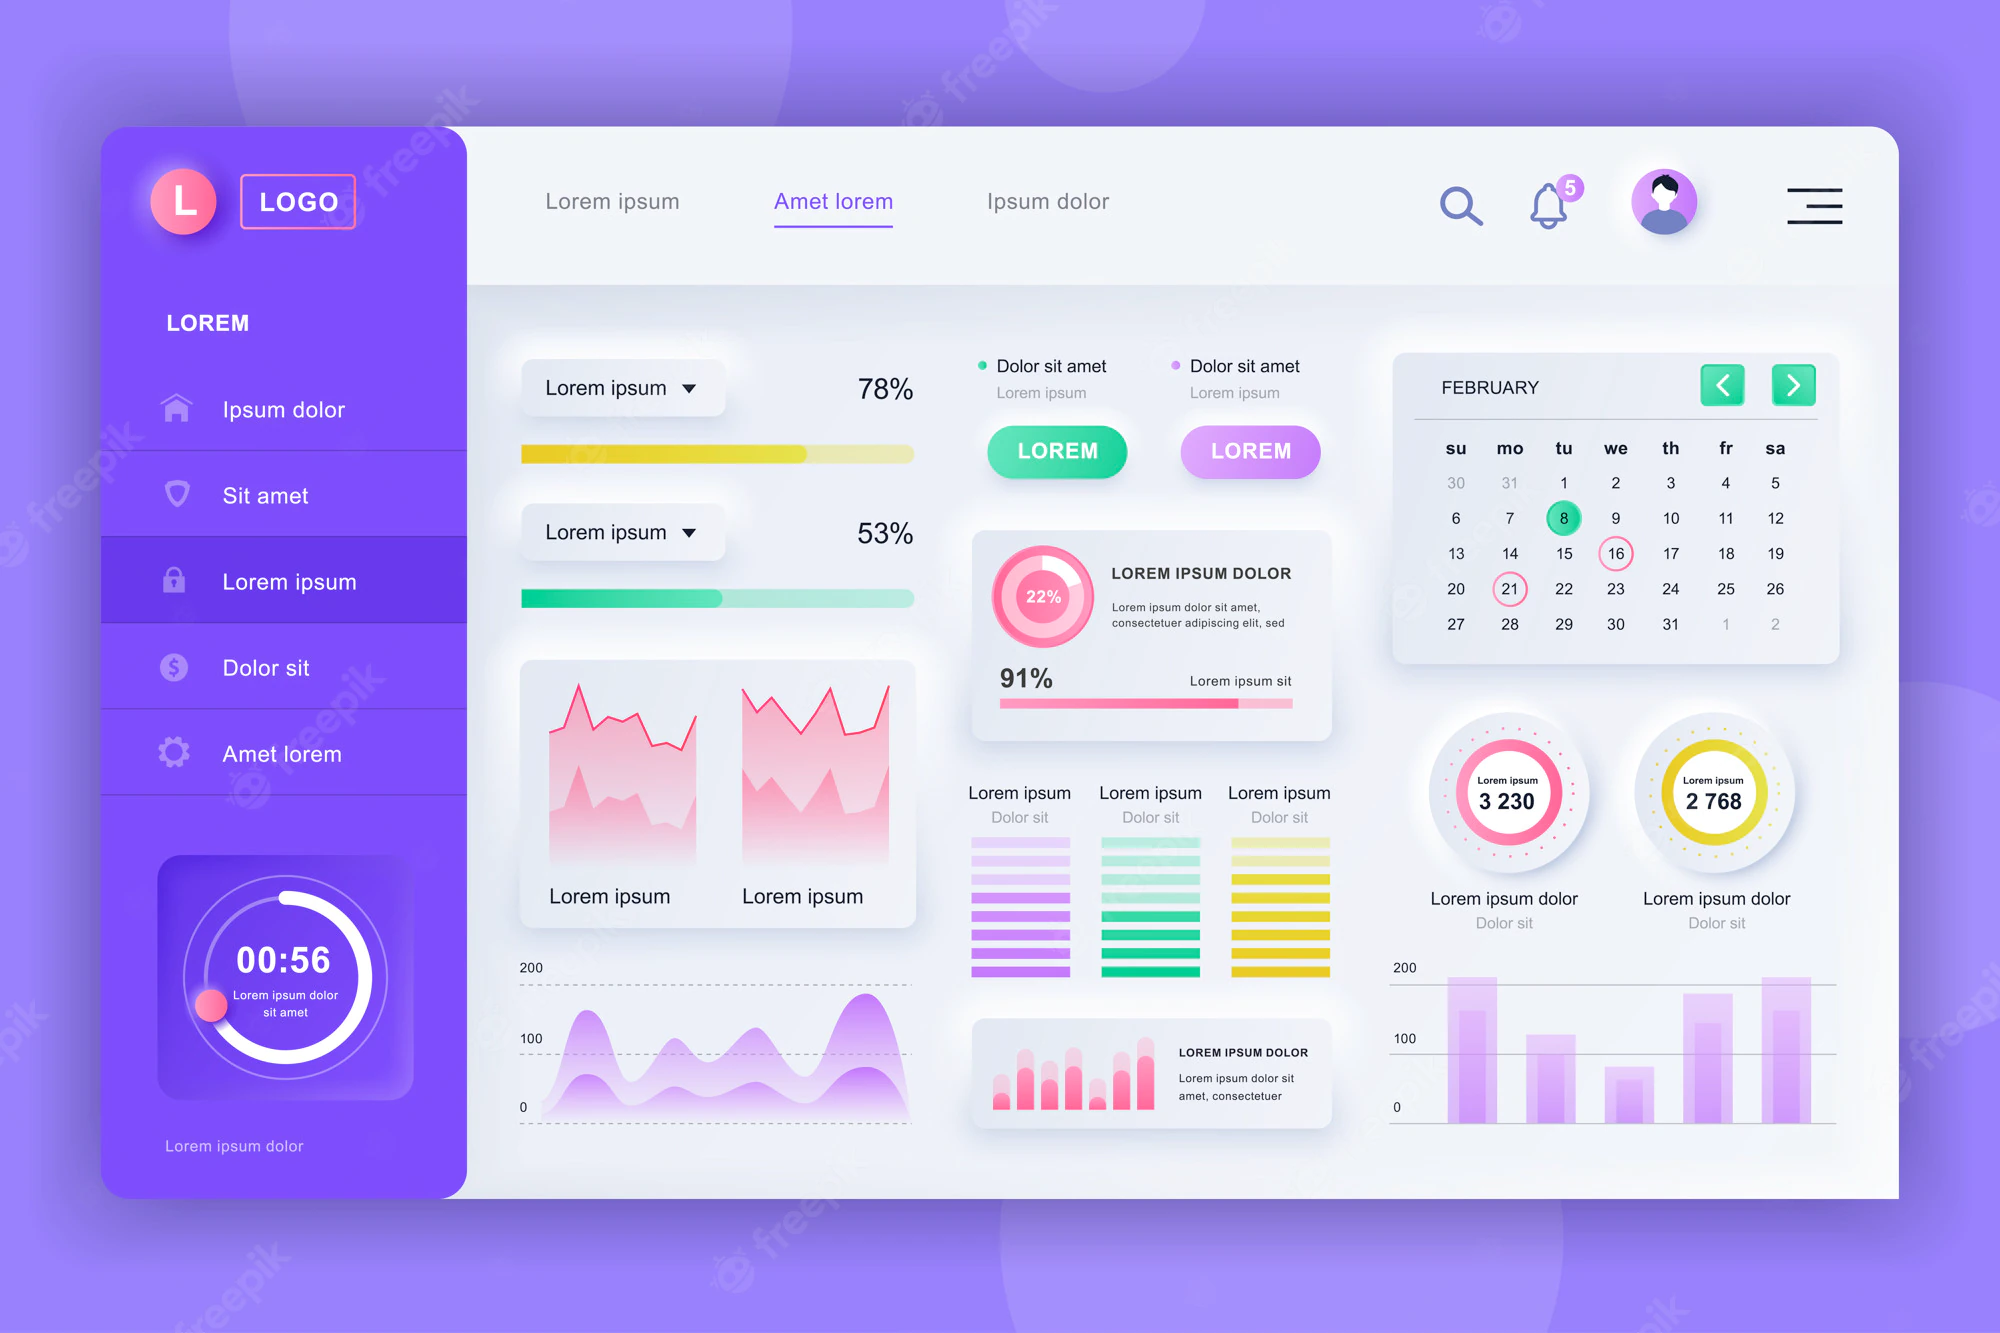 L
LOGO
LOREM
Ipsum dolor
Sit amet
Lorem ipsum
Dolor sit
Amet lorem
00:56
Lorem ipsum dolor
sit amet
Lorem ipsum dolor
Lorem ipsum
Amet lorem
Ipsum dolor
5
Lorem ipsum
78%
Lorem ipsum
53%
Lorem ipsum
Lorem ipsum
200
100
0
Dolor sit amet
Lorem ipsum
LOREM
Dolor sit amet
Lorem ipsum
LOREM
22%
LOREM IPSUM DOLOR
Lorem ipsum dolor sit amet,
consectetuer adipiscing elit, sed
91%
Lorem ipsum sit
Lorem ipsum
Dolor sit
Lorem ipsum
Dolor sit
Lorem ipsum
Dolor sit
LOREM IPSUM DOLOR
Lorem ipsum dolor sit
amet, consectetuer
FEBRUARY
su mo tu we th fr sa
30 31 1 2 3 4 5
6 7 8 9 10 11 12
13 14 15 16 17 18 19
20 21 22 23 24 25 26
27 28 29 30 31 1 2
Lorem ipsum
3 230
Lorem ipsum dolor
Dolor sit
Lorem ipsum
2 768
Lorem ipsum dolor
Dolor sit
200
100
0
freepik
freepik
freepik
freepik
freepik
freepik